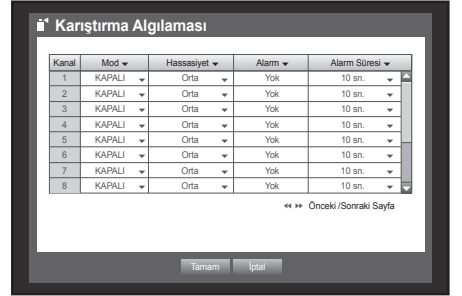 Karıştırma Algılaması
Kanal Mod Hassasiyet Alarm Alarm Süresi
1 KAPALI Orta Yok 10 sn.
2 KAPALI Orta Yok 10 sn.
3 KAPALI Orta Yok 10 sn.
4 KAPALI Orta Yok 10 sn.
5 KAPALI Orta Yok 10 sn.
6 KAPALI Orta Yok 10 sn.
7 KAPALI Orta Yok 10 sn.
8 KAPALI Orta Yok 10 sn.
Önceki /Sonraki Sayfa
Tamam İptal